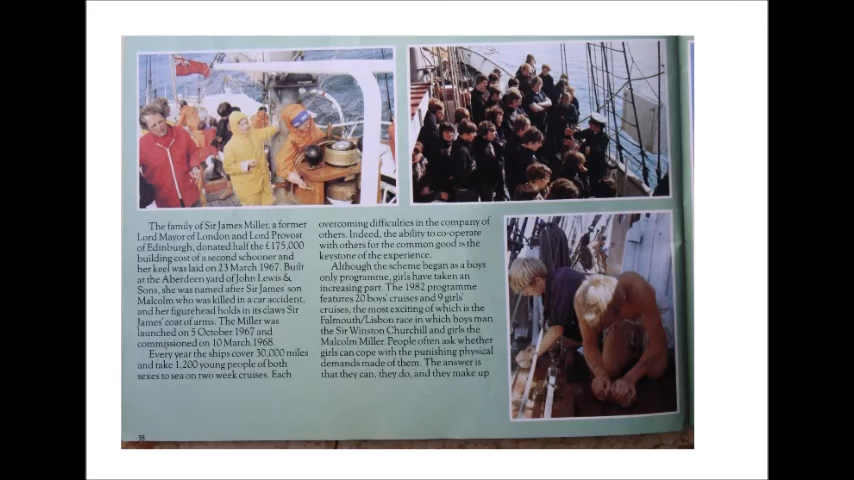 The family of Sir James Miller, a former
Lord Mayor of London and Lord Provost
of Edinburgh, donated half the £175,000
building cost of a second schooner and
her keel was laid on 23 March 1967. Built
at the Aberdeen yard of John Lewis &
Sons, she was named after Sir James' son
Malcolm who was killed in a car accident,
and her figurehead holds in its claws Sir
James' coat of arms. The Miller was
launched on 5 October 1967 and
commissioned on 10 March 1968.
Every year the ships cover 30,000 miles
and take 1,200 young people of both
sexes to sea on two week cruises. Each
overcoming difficulties in the company of
others. Indeed, the ability to co-operate
with others for the common good is the
keystone of the experience.
Although the scheme began as a boys
only programme, girls have taken an
increasing part. The 1982 programme
features 20 boys' cruises and 9 girls'
cruises, the most exciting of which is the
Falmouth/Lisbon race in which boys man
the Sir Winston Churchill and girls the
Malcolm Miller. People often ask whether
girls can cope with the punishing physical
demands made of them. The answer is
that they can, they do, and they make up
38